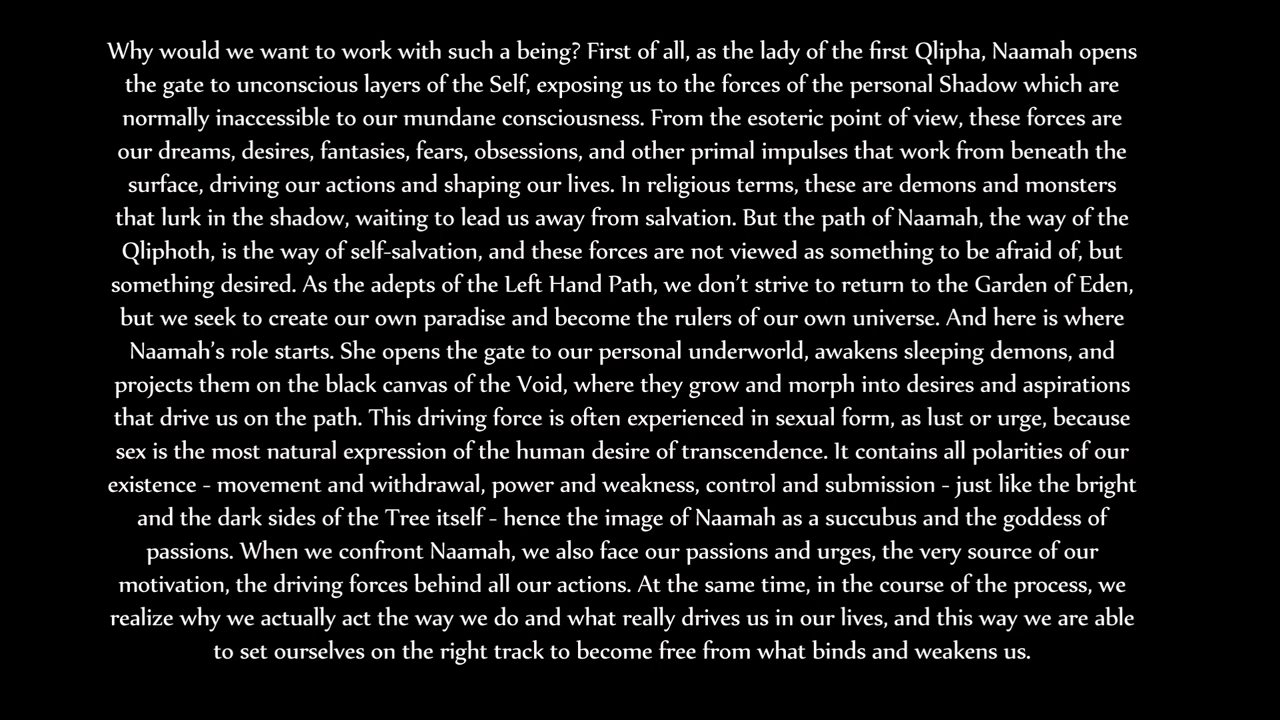 Why would we want to work with such a being? First of all, as the lady of the first Qlipha, Naamah opens
the gate to unconscious layers of the Self, exposing us to the forces of the personal Shadow which are
normally inaccessible to our mundane consciousness. From the esoteric point of view, these forces are
our dreams, desires, fantasies, fears, obsessions, and other primal impulses that work from beneath the
surface, driving our actions and shaping our lives. In religious terms, these are demons and monsters
that lurk in the shadow, waiting to lead us away from salvation. But the path of Naamah, the way of the
Qliphoth, is the way of self-salvation, and these forces are not viewed as something to be afraid of, but
something desired. As the adepts of the Left Hand Path, we don’t strive to return to the Garden of Eden,
but we seek to create our own paradise and become the rulers of our own universe. And here is where
Naamah’s role starts. She opens the gate to our personal underworld, awakens sleeping demons, and
projects them on the black canvas of the Void, where they grow and morph into desires and aspirations
that drive us on the path. This driving force is often experienced in sexual form, as lust or urge, because
sex is the most natural expression of the human desire of transcendence. It contains all polarities of our
existence - movement and withdrawal, power and weakness, control and submission - just like the bright
and the dark sides of the Tree itself - hence the image of Naamah as a succubus and the goddess of
passions. When we confront Naamah, we also face our passions and urges, the very source of our
motivation, the driving forces behind all our actions. At the same time, in the course of the process, we
realize why we actually act the way we do and what really drives us in our lives, and this way we are able
to set ourselves on the right track to become free from what binds and weakens us.